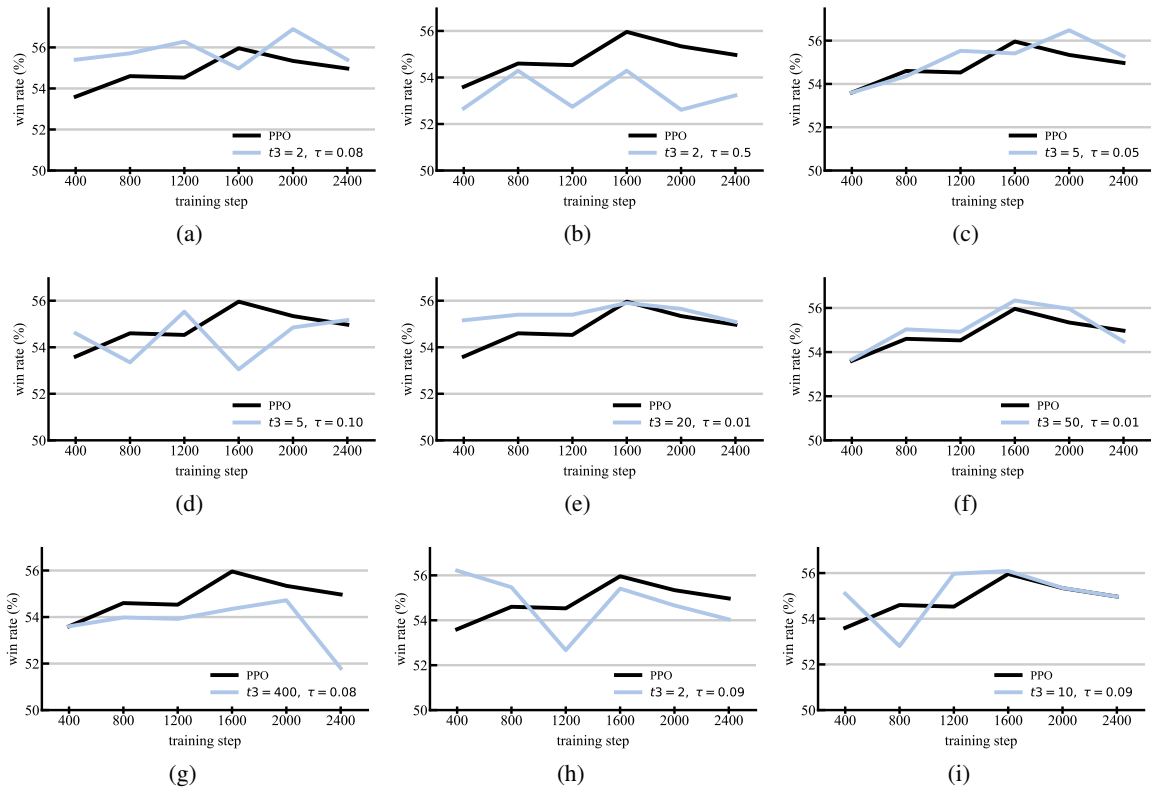 win rate (%)
56
54
52
50
400 800 1200 1600 2000 2400
training step
PPO
t3 = 2, τ = 0.08
(a)
win rate (%)
56
54
52
50
400 800 1200 1600 2000 2400
training step
PPO
t3 = 2, τ = 0.5
(b)
win rate (%)
56
54
52
50
400 800 1200 1600 2000 2400
training step
PPO
t3 = 5, τ = 0.05
(c)
win rate (%)
56
54
52
50
400 800 1200 1600 2000 2400
training step
PPO
t3 = 5, τ = 0.10
(d)
win rate (%)
56
54
52
50
400 800 1200 1600 2000 2400
training step
PPO
t3 = 20, τ = 0.01
(e)
win rate (%)
56
54
52
50
400 800 1200 1600 2000 2400
training step
PPO
t3 = 50, τ = 0.01
(f)
win rate (%)
56
54
52
50
400 800 1200 1600 2000 2400
training step
PPO
t3 = 400, τ = 0.08
(g)
win rate (%)
56
54
52
50
400 800 1200 1600 2000 2400
training step
PPO
t3 = 2, τ = 0.09
(h)
win rate (%)
56
54
52
50
400 800 1200 1600 2000 2400
training step
PPO
t3 = 10, τ = 0.09
(i)